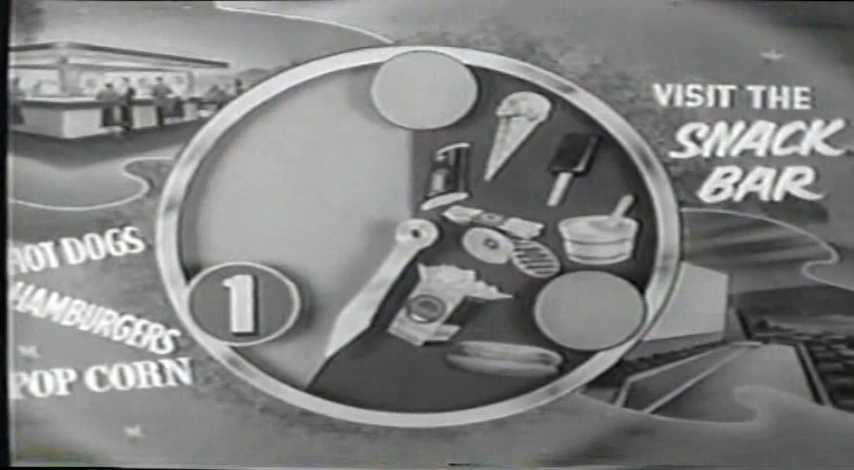 VISIT THE
SNACK
BAR
HOT DOGS
HAMBURGERS
POP CORN
1